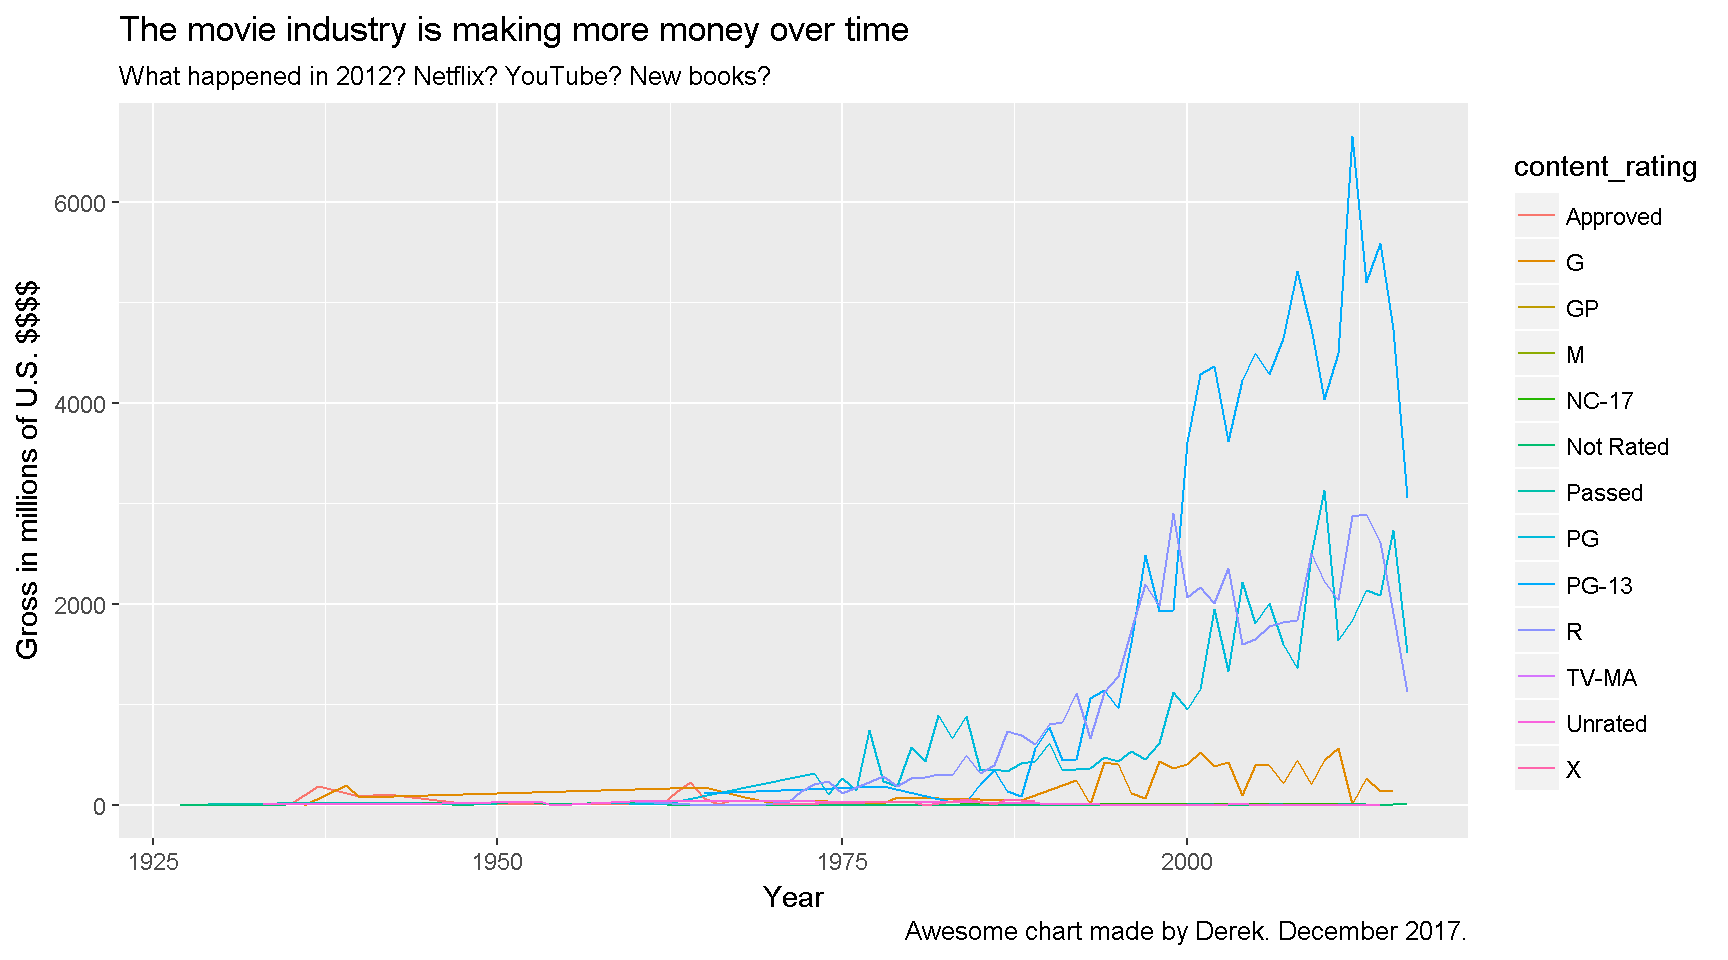 The movie industry is making more money over time
What happened in 2012? Netflix? YouTube? New books?
Gross in millions of U.S. $$$$
6000
4000
2000
0
1925
1950
1975
2000
Year
content_rating
Approved
G
GP
M
NC-17
Not Rated
Passed
PG
PG-13
R
TV-MA
Unrated
X
Awesome chart made by Derek. December 2017.